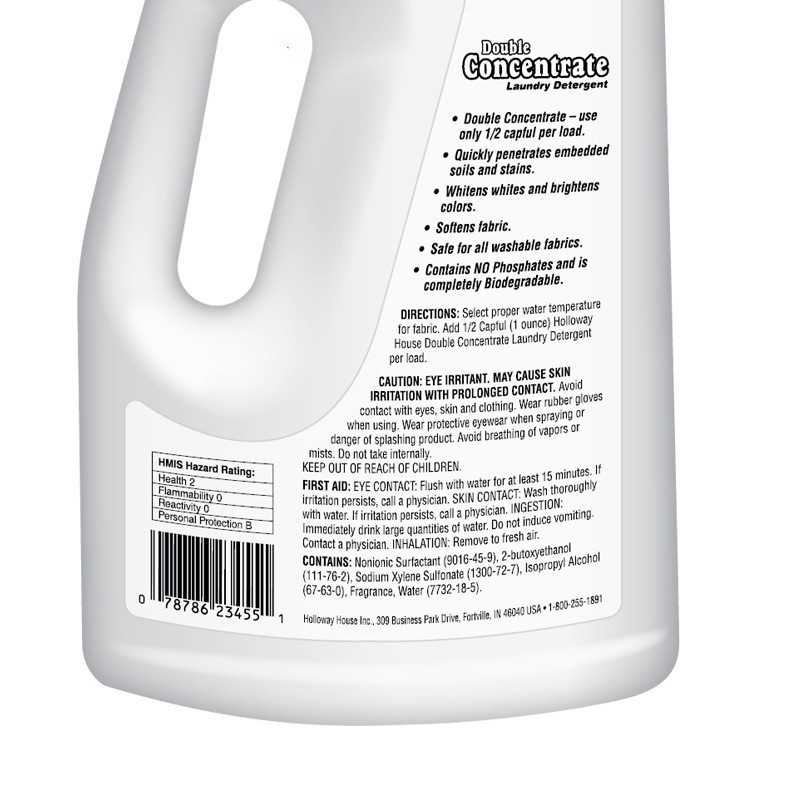 Double
Concentrate
Laundry Detergent
• Double Concentrate – use
only 1/2 capful per load.
• Quickly penetrates embedded
soils and stains.
• Whitens whites and brightens
colors.
• Softens fabric.
• Safe for all washable fabrics.
• Contains NO Phosphates and is
completely Biodegradable.
DIRECTIONS: Select proper water temperature
for fabric. Add 1/2 Capful (1 ounce) Holloway
House Double Concentrate Laundry Detergent
per load.
CAUTION: EYE IRRITANT. MAY CAUSE SKIN
IRRITATION WITH PROLONGED CONTACT. Avoid
contact with eyes, skin and clothing. Wear rubber gloves
when using. Wear protective eyewear when spraying or
danger of splashing product. Avoid breathing of vapors or
mists. Do not take internally.
KEEP OUT OF REACH OF CHILDREN.
FIRST AID: EYE CONTACT: Flush with water for at least 15 minutes. If
irritation persists, call a physician. SKIN CONTACT: Wash thoroughly
with water. If irritation persists, call a physician. INGESTION:
Immediately drink large quantities of water. Do not induce vomiting.
Contact a physician. INHALATION: Remove to fresh air.
CONTAINS: Nonionic Surfactant (9016-45-9), 2-butoxyethanol
(111-76-2), Sodium Xylene Sulfonate (1300-72-7), Isopropyl Alcohol
(67-63-0), Fragrance, Water (7732-18-5).
Holloway House Inc., 309 Business Park Drive, Fortville, IN 46040 USA • 1-800-255-1891
HMIS Hazard Rating:
Health 2
Flammability 0
Reactivity 0
Personal Protection B
0 78786 23455 1